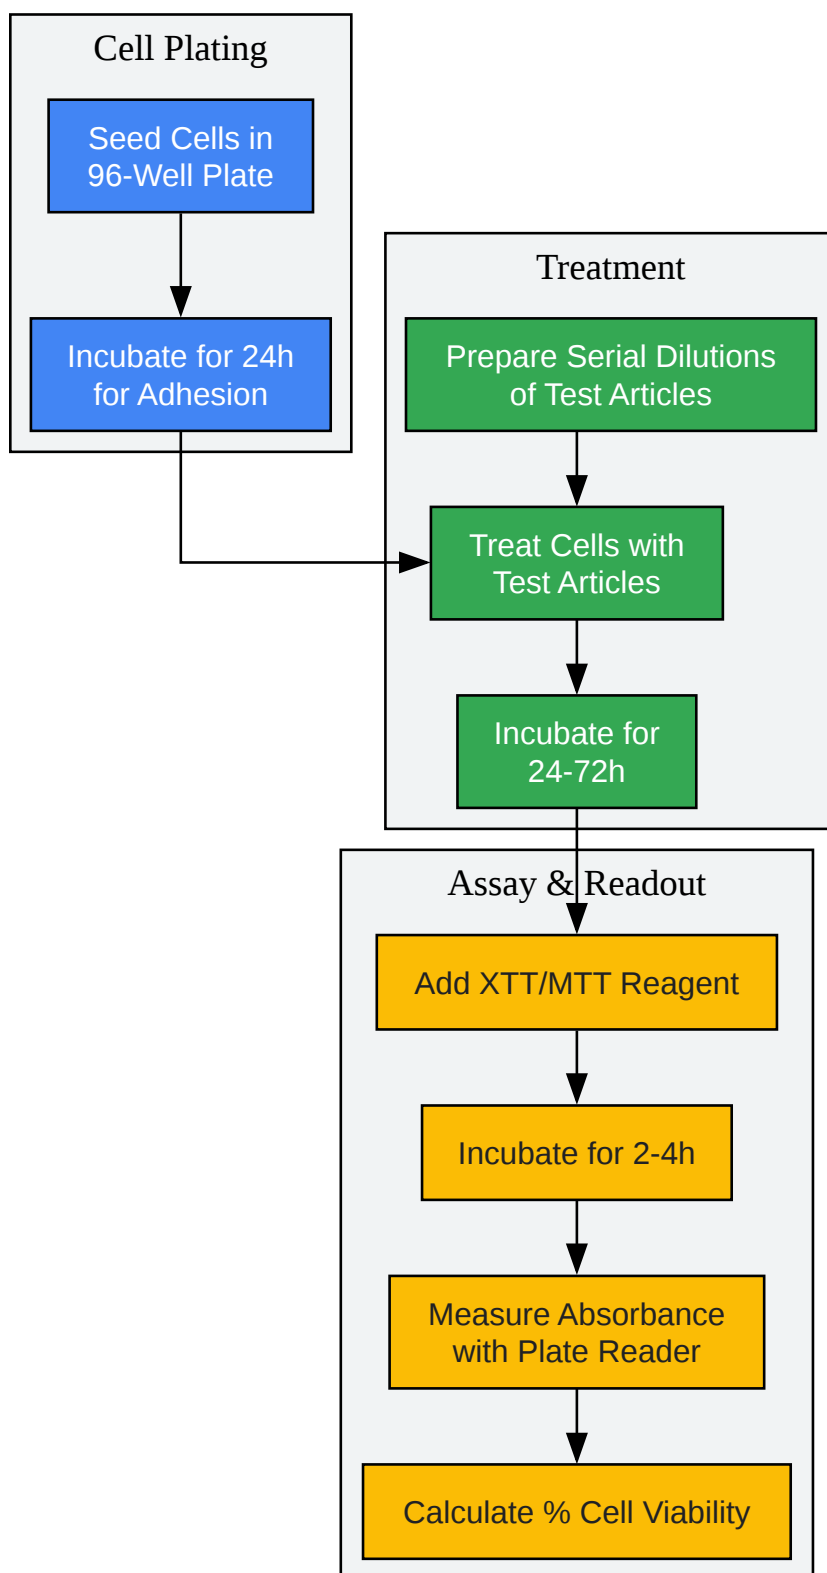 Cell Plating
Seed Cells in
96-Well Plate
Incubate for 24h
for Adhesion
Treatment
Prepare Serial Dilutions
of Test Articles
Treat Cells with
Test Articles
Incubate for
24-72h
Assay & Readout
Add XTT/MTT Reagent
Incubate for 2-4h
Measure Absorbance
with Plate Reader
Calculate % Cell Viability